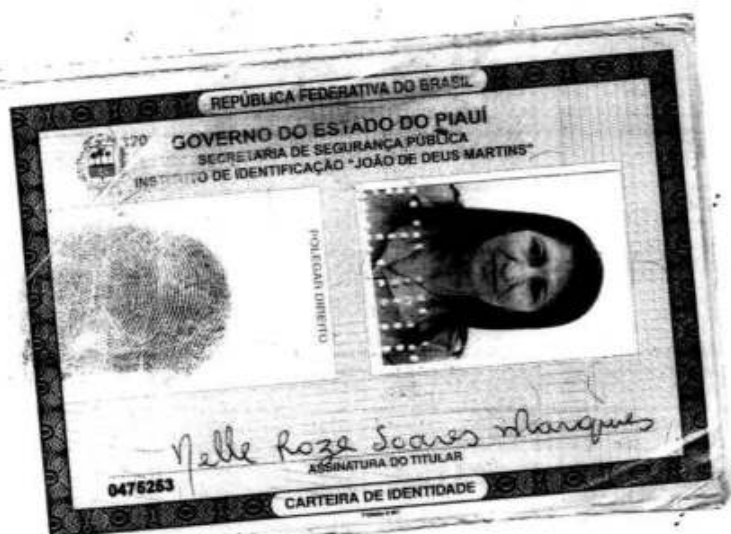 REPÚBLICA FEDERATIVA DO BRASIL
120
GOVERNO DO ESTADO DO PIAUÍ
SECRETARIA DE SEGURANÇA PÚBLICA
INSTITUTO DE IDENTIFICAÇÃO "JOÃO DE DEUS MARTINS"
POLEGAR DIREITO
Nelle Roze Soares Marques
ASSINATURA DO TITULAR
0475253
CARTEIRA DE IDENTIDADE